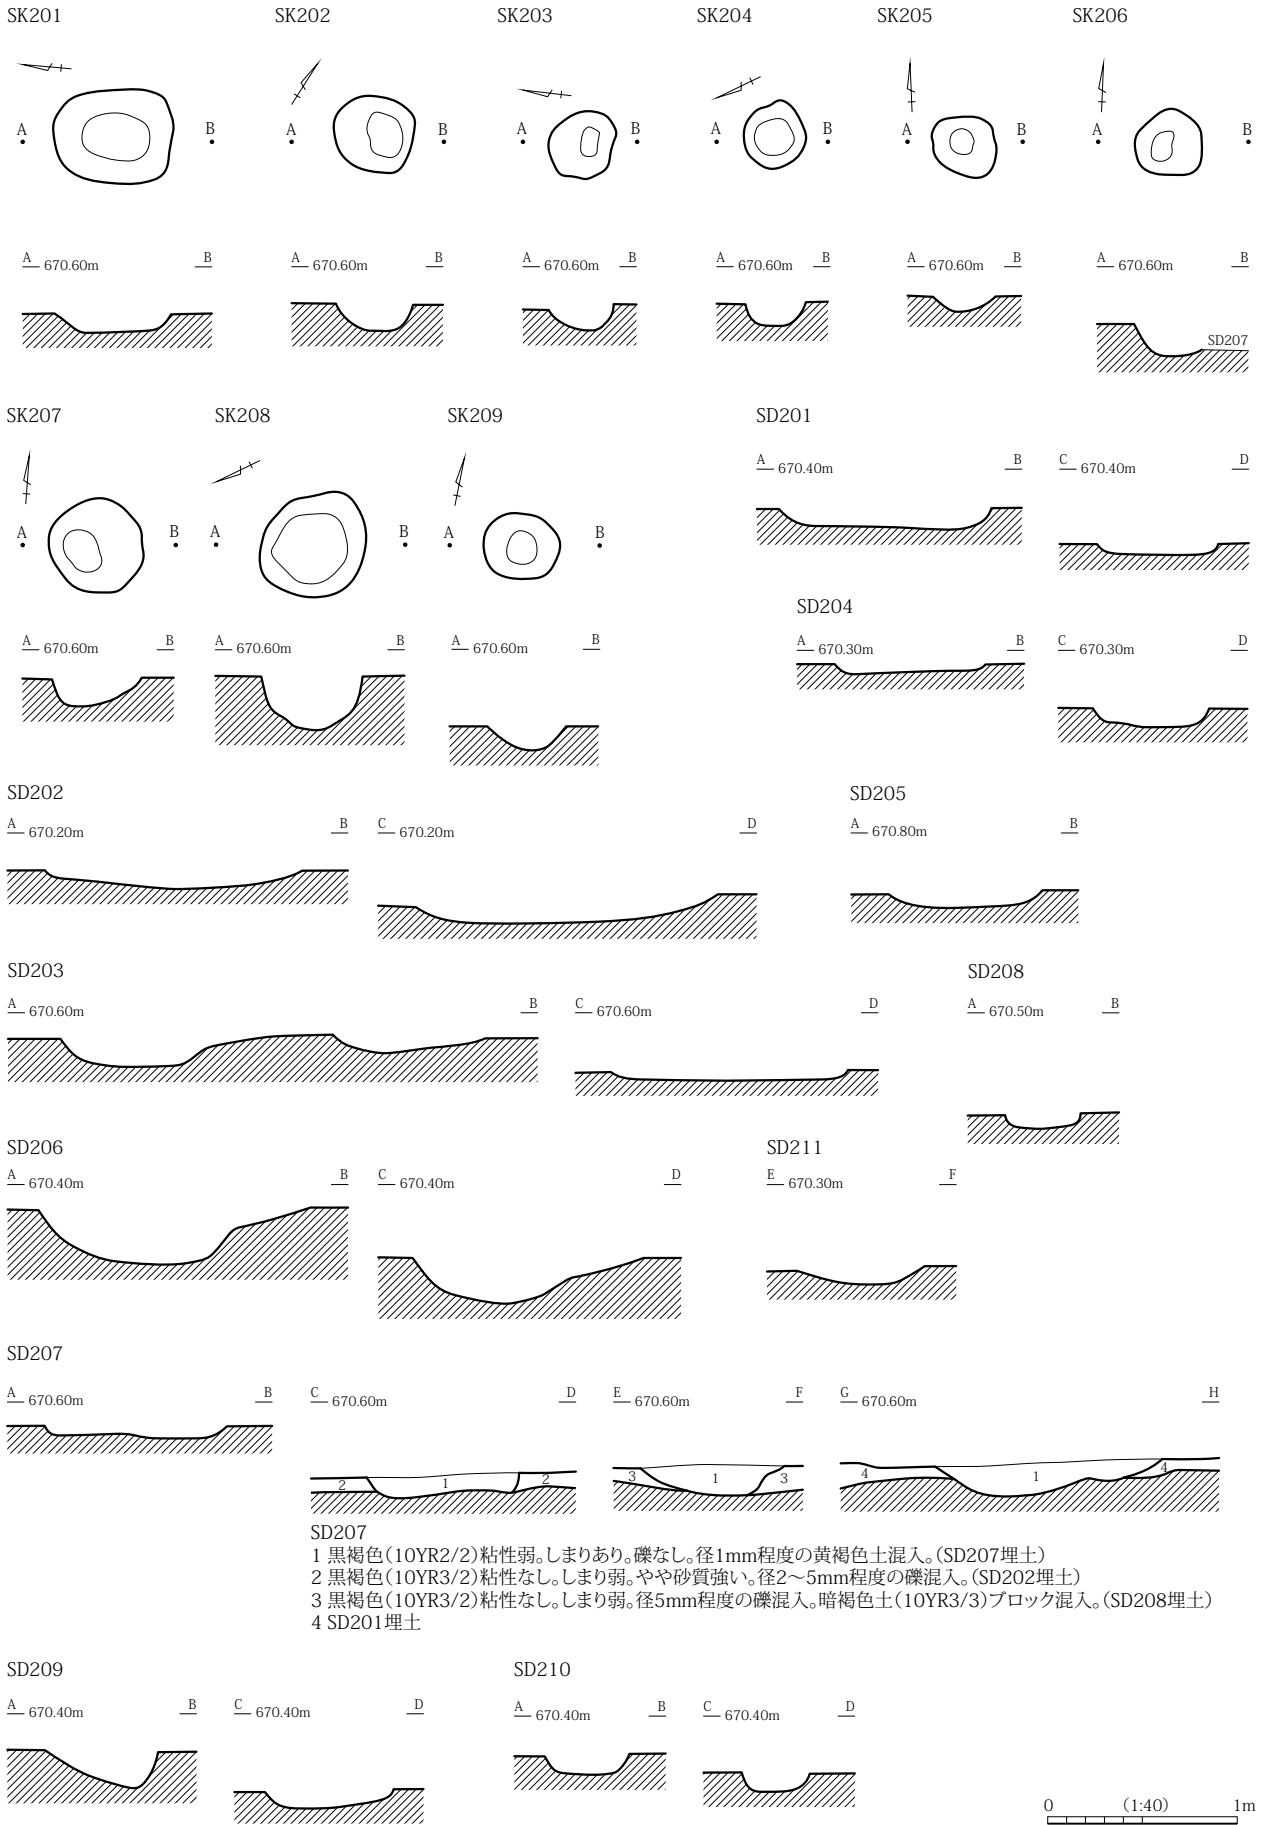 SK201 SK202 SK203 SK204 SK205 SK206
A B A B A B A B A B A B
A B A B A B A B A B A B
670.60m 670.60m 670.60m 670.60m 670.60m 670.60m
SD207
SK207 SK208 SK209 SD201
A B C D
670.40m 670.40m
A B A B A B
SD204
A B A B A B A B C D
670.60m 670.60m 670.60m 670.30m 670.30m
SD202 SD205
A B C D A B
670.20m 670.20m 670.80m
SD203 SD208
A B C D A B
670.60m 670.60m 670.50m
SD206 SD211
A B C D E F
670.40m 670.40m 670.30m
SD207
A B C D E F G H
670.60m 670.60m 670.60m 670.60m
2 1 2 3 1 3 4 1 4
SD207
1 黒褐色(10YR2/2)粘性弱。しまりあり。礫なし。径1mm程度の黄褐色土混入。(SD207埋土)
2 黒褐色(10YR3/2)粘性なし。しまり弱。やや砂質強い。径2～5mm程度の礫混入。(SD202埋土)
3 黒褐色(10YR3/2)粘性なし。しまり弱。径5mm程度の礫混入。暗褐色土(10YR3/3)ブロック混入。(SD208埋土)
4 SD201埋土
SD209 SD210
A B C D A B C D
670.40m 670.40m 670.40m 670.40m
0 (1:40) 1m